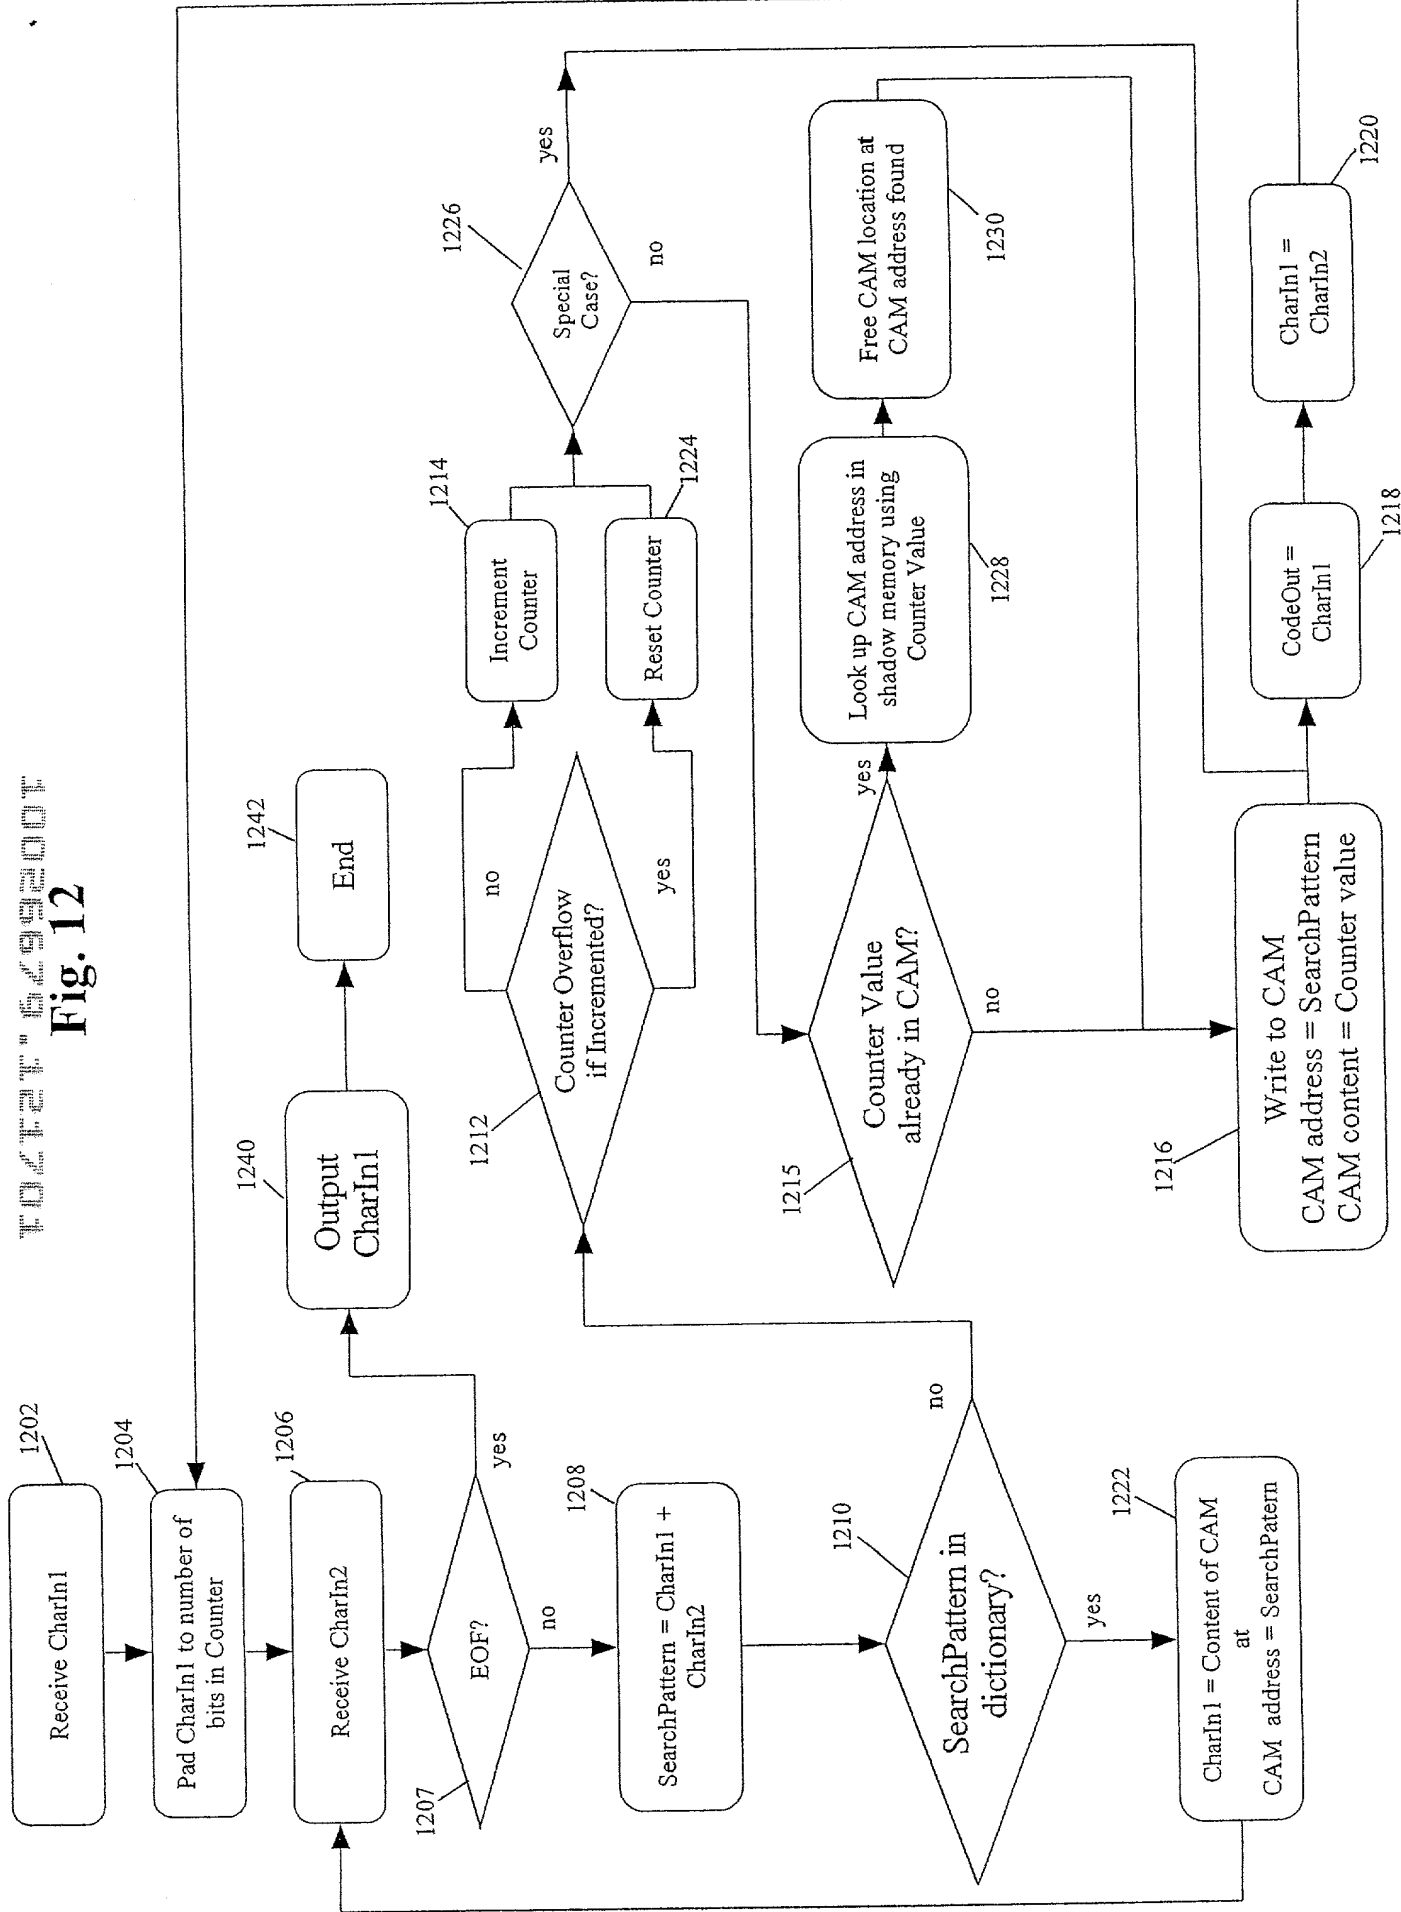 Fig. 12
1202
Receive CharIn1
1204
Pad CharIn1 to number of
bits in Counter
1206
Receive CharIn2
1207
EOF?
yes
no
1240
Output
CharIn1
1242
End
1208
SearchPattern = CharIn1 +
CharIn2
1210
SearchPattern in
dictionary?
no
yes
1222
CharIn1 = Content of CAM
at
CAM address = SearchPatern
1212
Counter Overflow
if Incremented?
no
yes
1214
Increment
Counter
1224
Reset Counter
1226
Special
Case?
yes
no
1215
Counter Value
already in CAM?
yes
no
1228
Look up CAM address in
shadow memory using
Counter Value
1230
Free CAM location at
CAM address found
1216
Write to CAM
CAM address = SearchPattern
CAM content = Counter value
1218
CodeOut =
CharIn1
1220
CharIn1 =
CharIn2